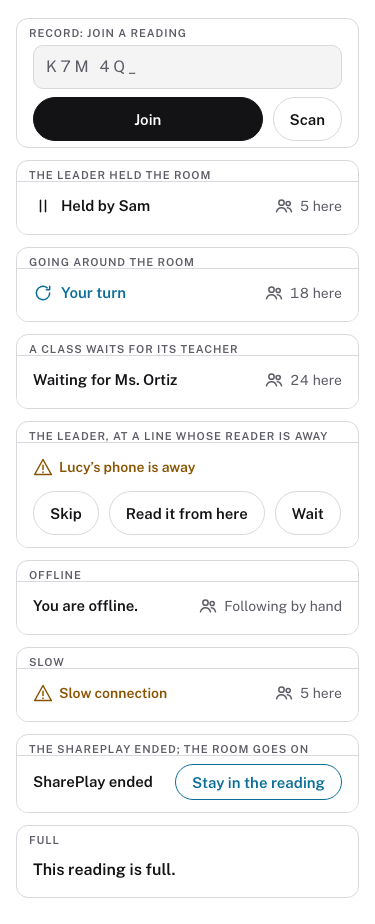 RECORD: JOIN A READING
K7M 4Q_
Join
Scan
THE LEADER HELD THE ROOM
Held by Sam
5 here
GOING AROUND THE ROOM
Your turn
18 here
A CLASS WAITS FOR ITS TEACHER
Waiting for Ms. Ortiz
24 here
THE LEADER, AT A LINE WHOSE READER IS AWAY
Lucy’s phone is away
Skip
Read it from here
Wait
OFFLINE
You are offline.
Following by hand
SLOW
Slow connection
5 here
THE SHAREPLAY ENDED; THE ROOM GOES ON
SharePlay ended
Stay in the reading
FULL
This reading is full.